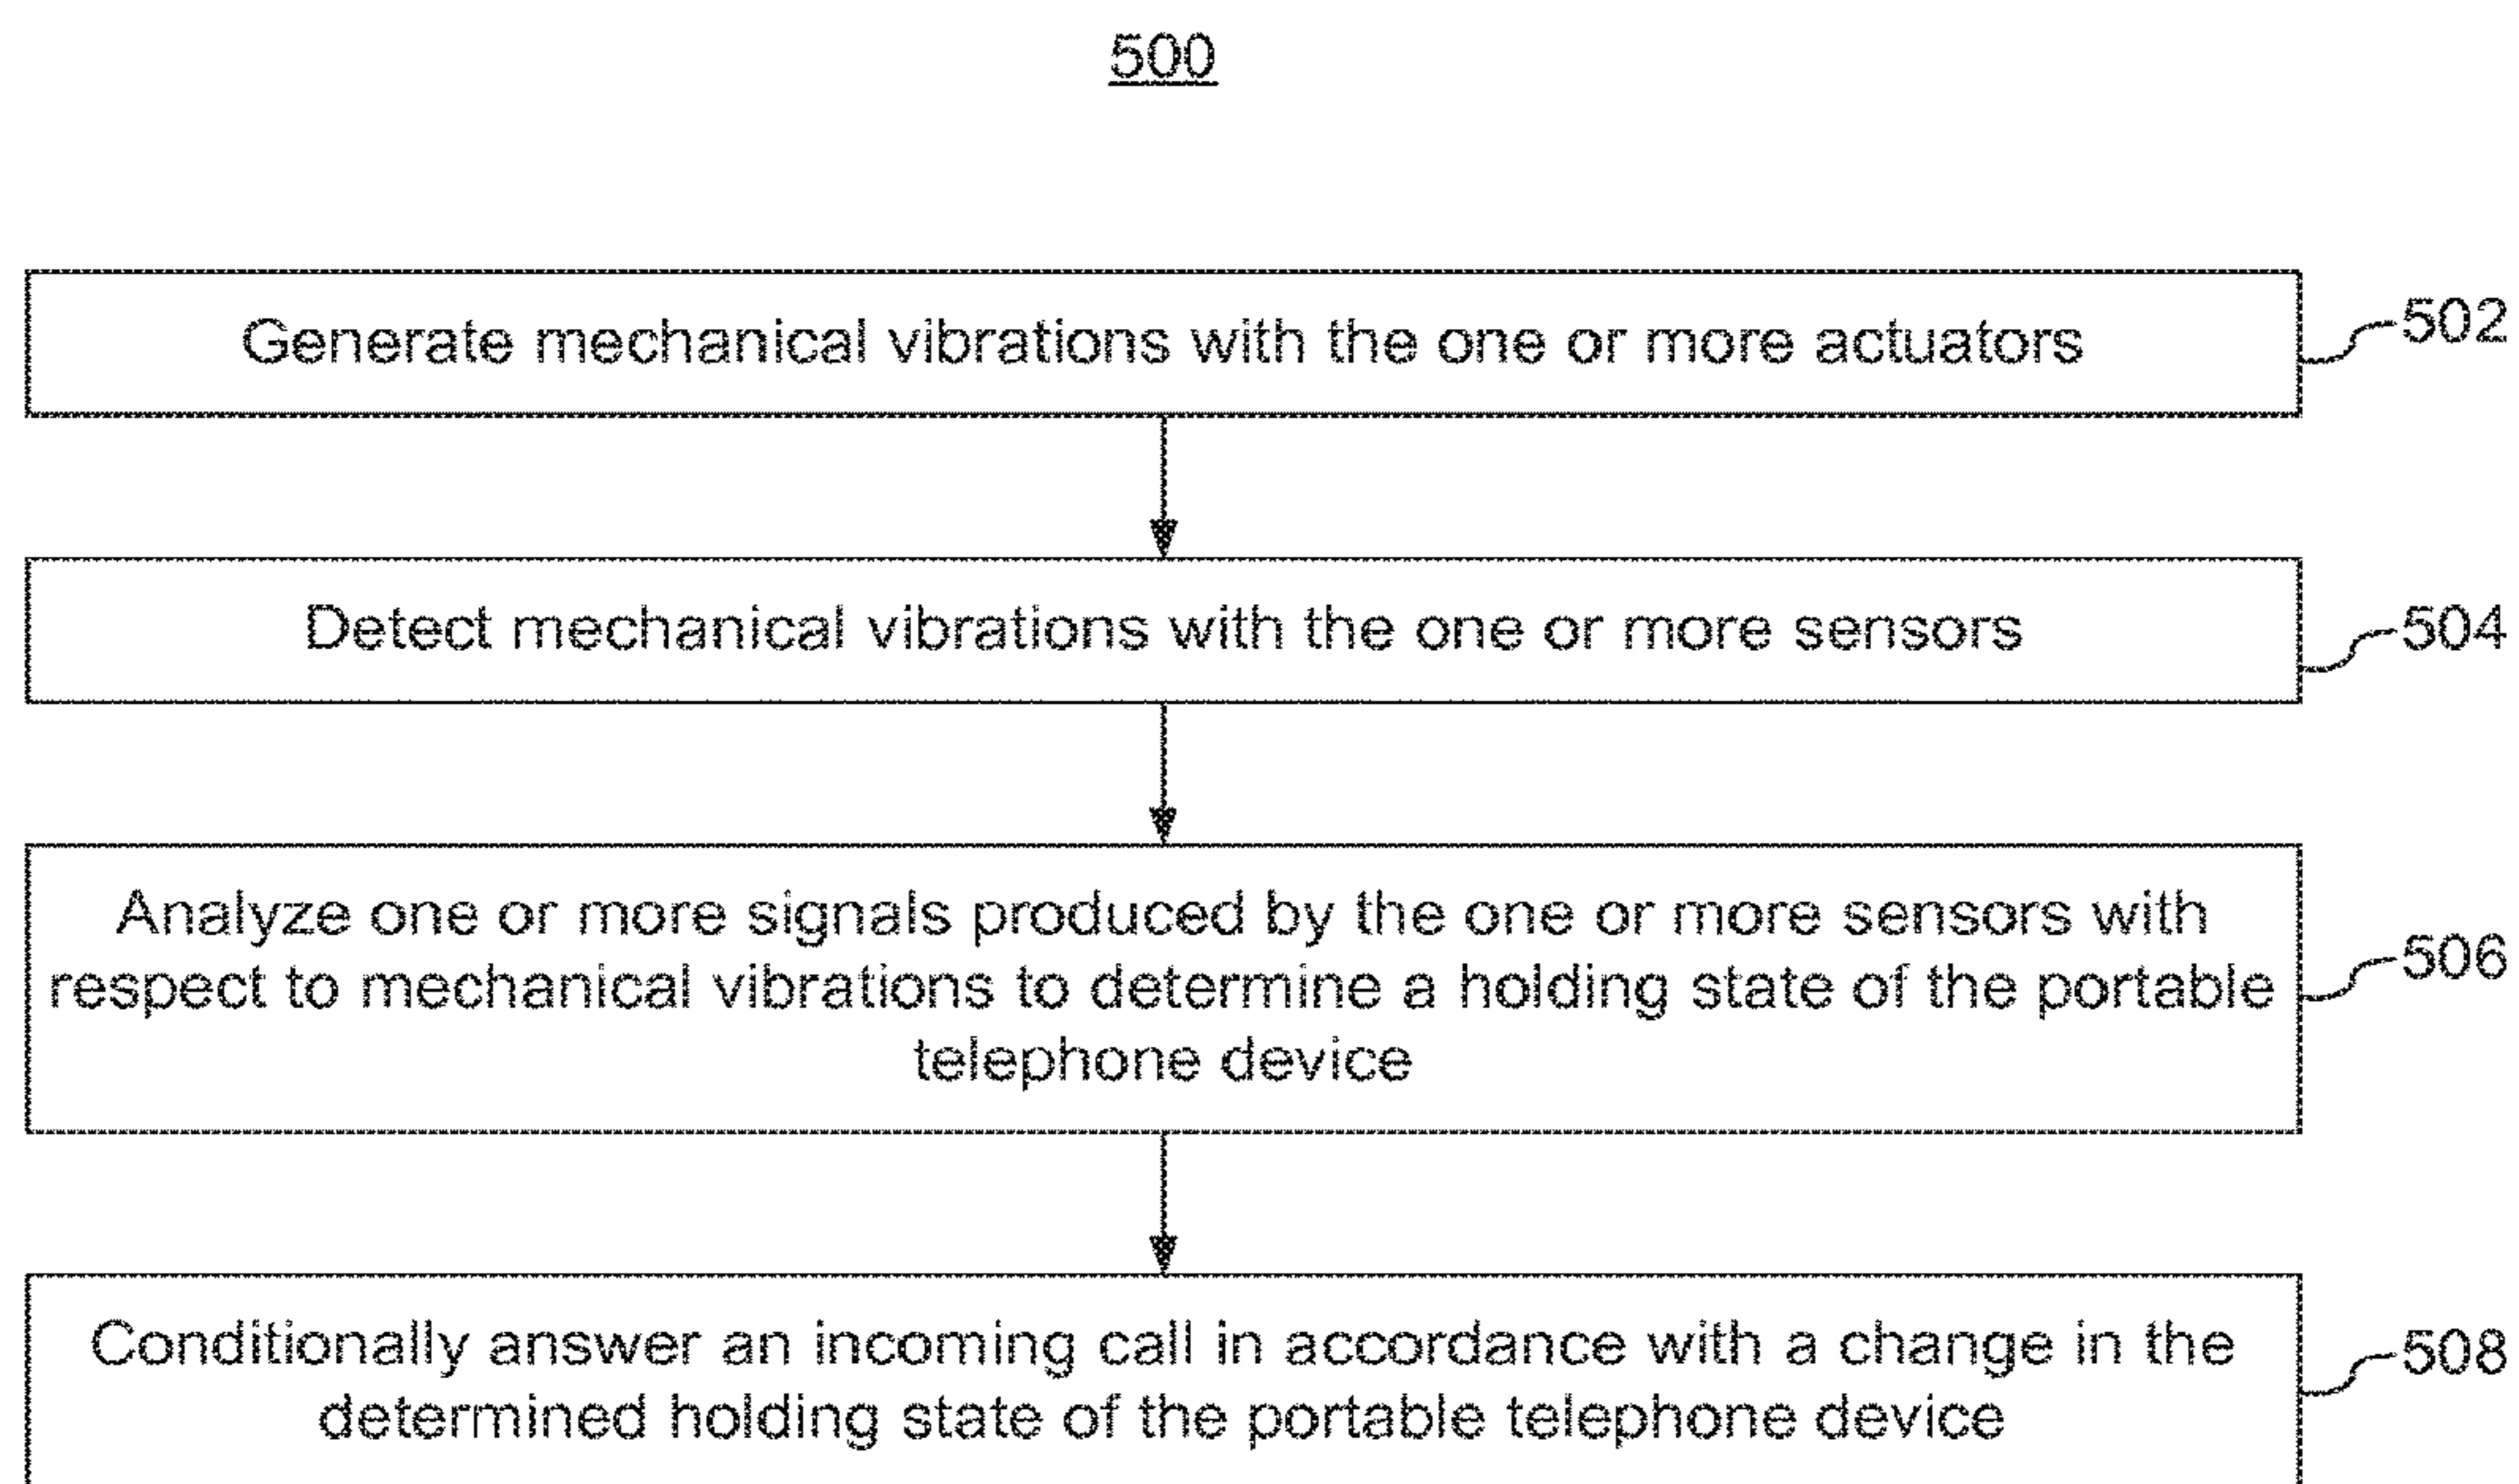 500
Generate mechanical vibrations with the one or more actuators
502
Detect mechanical vibrations with the one or more sensors
504
Analyze one or more signals produced by the one or more sensors with
respect to mechanical vibrations to determine a holding state of the portable
telephone device
506
Conditionally answer an incoming call in accordance with a change in the
determined holding state of the portable telephone device
508